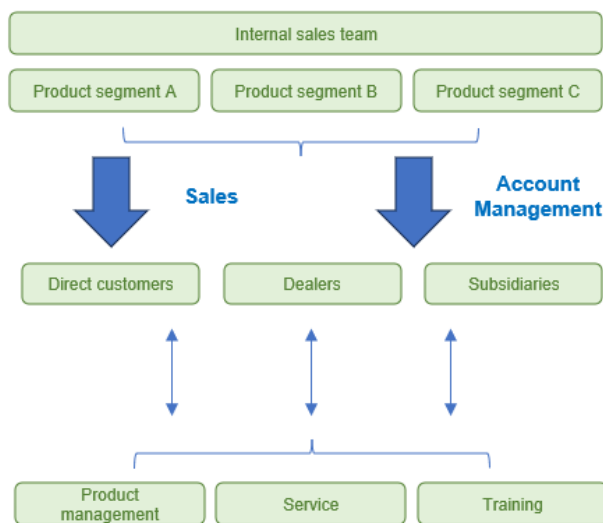 Internal sales team
Product segment A
Product segment B
Product segment C
Sales
Account
Management
Direct customers
Dealers
Subsidiaries
Product
management
Service
Training